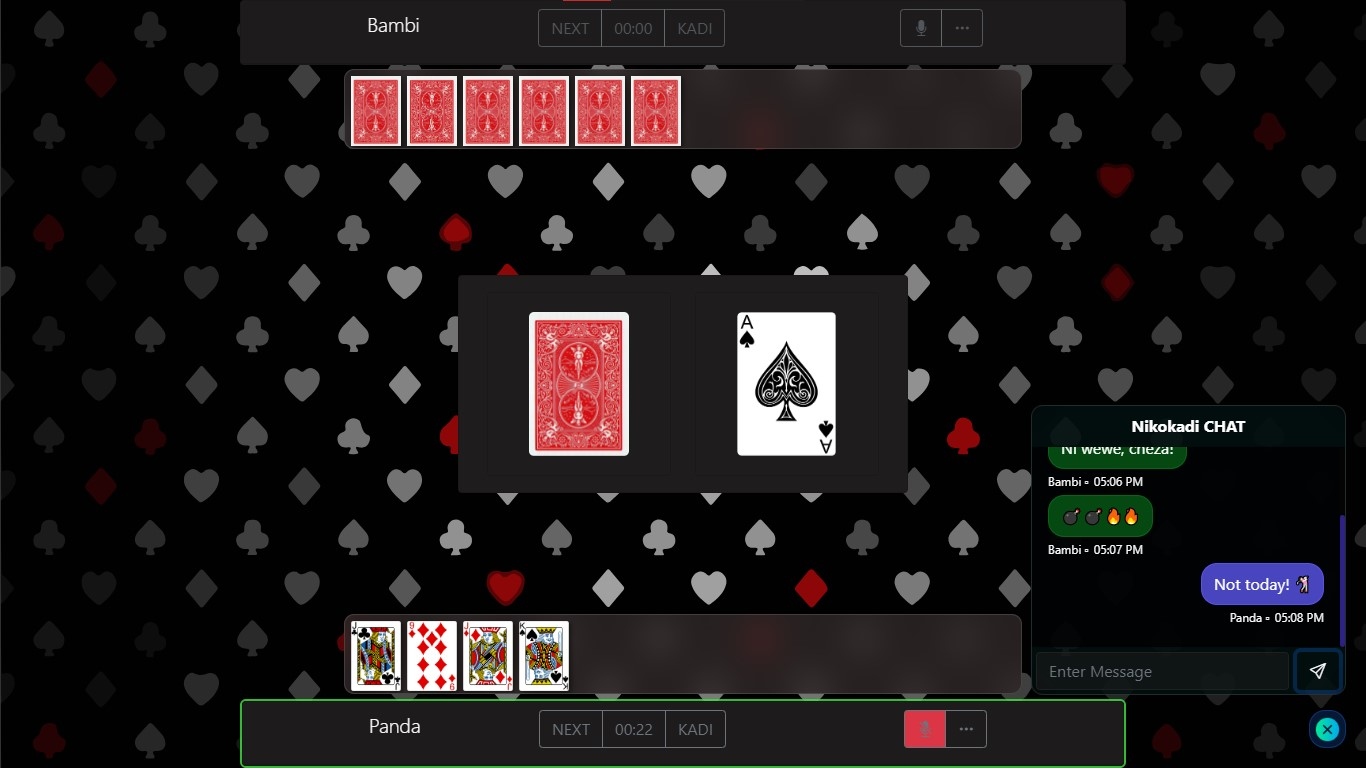 Bambi
NEXT 00:00 KADI
A
A
Nikokadi CHAT
Ni wewe, cheza!
Bambi • 05:06 PM
💣💣🔥🔥
Bambi • 05:07 PM
Not today! 💃
Panda • 05:08 PM
Enter Message
J 9 J K
Panda
NEXT 00:22 KADI